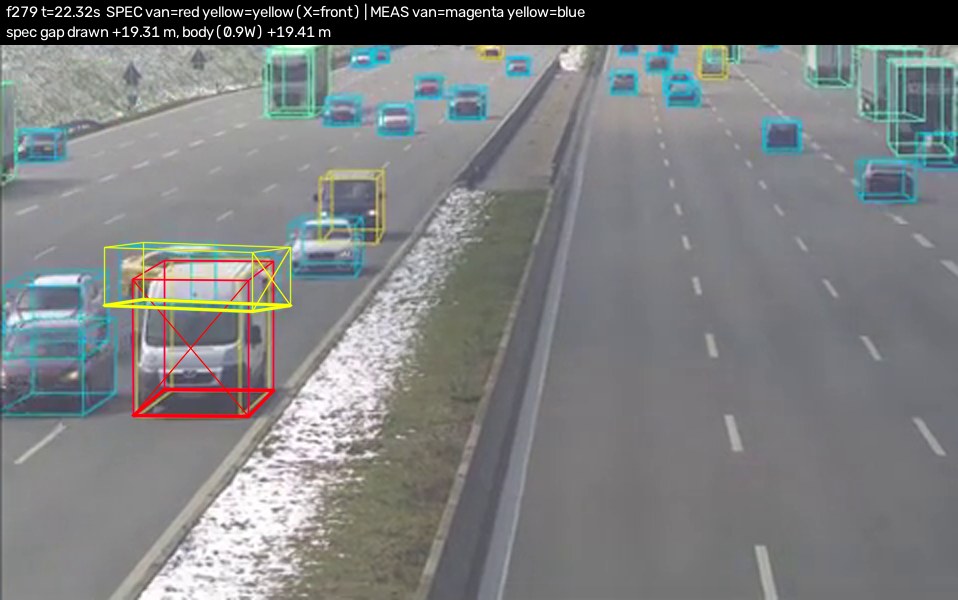 f279 t=22.32s SPEC van=red yellow=yellow (X=front) | MEAS van=magenta yellow=blue
spec gap drawn +19.31 m, body (0.9W) +19.41 m